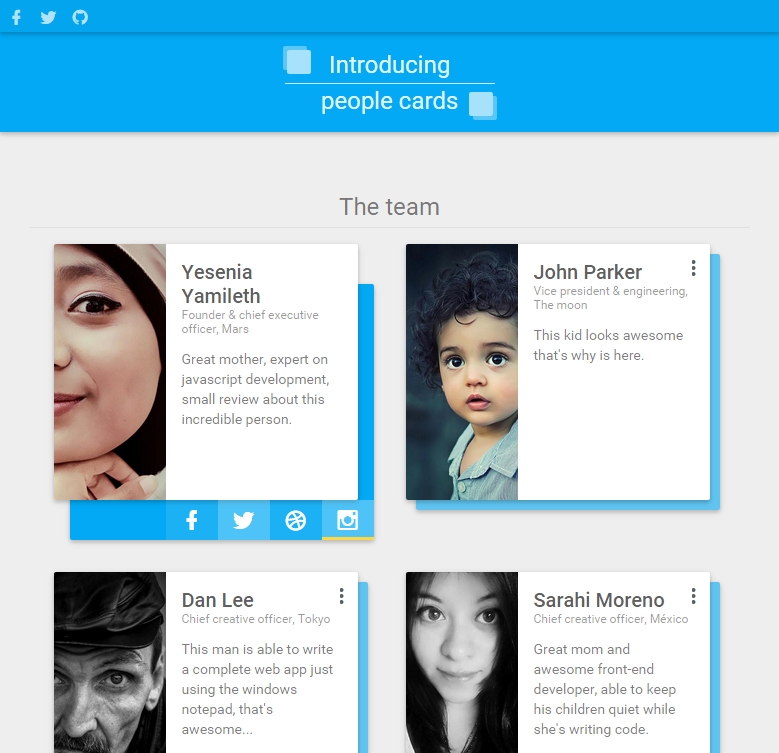 Introducing
people cards
The team
Yesenia
Yamileth
Founder & chief executive
officer, Mars
Great mother, expert on
javascript development,
small review about this
incredible person.
John Parker
Vice president & engineering,
The moon
This kid looks awesome
that's why is here.
Dan Lee
Chief creative officer, Tokyo
This man is able to write
a complete web app just
using the windows
notepad, that's
awesome...
Sarahi Moreno
Chief creative officer, México
Great mom and
awesome front-end
developer, able to keep
his children quiet while
she's writing code.